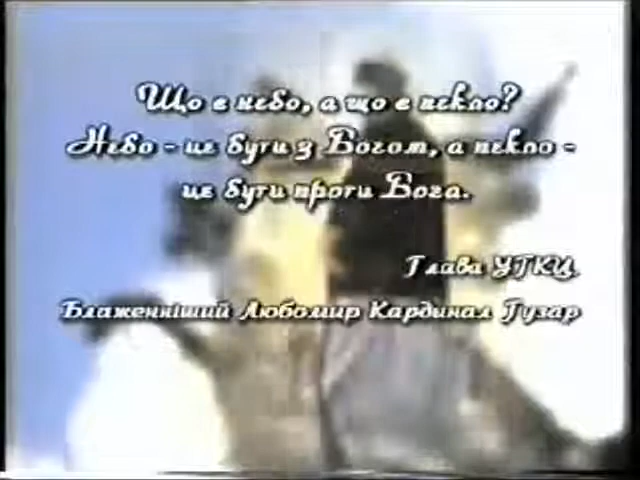 Що є небо, а що є пекло?
Небо - це бути з Богом, а пекло -
це бути проти Бога.
Глава УГКЦ
Блаженніший Любомир Кардинал Гузар